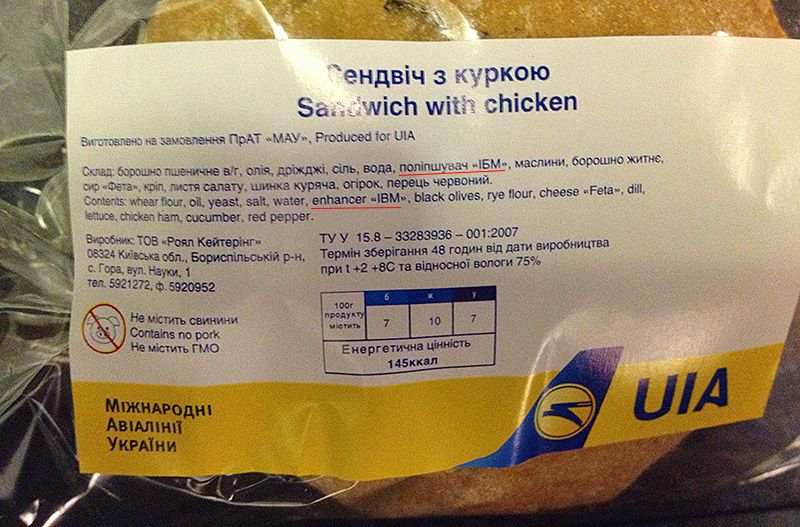 Сендвіч з куркою
Sandwich with chicken
Виготовлено на замовлення ПрАТ «МАУ», Produced for UIA
Склад: борошно пшеничне в/г, олія, дріжджі, сіль, вода, поліпшувач «ІБМ», маслини, борошно житнє,
сир «Фета», кріп, листя салату, шинка куряча, огірок, перець червоний.
Contents: whear flour, oil, yeast, salt, water, enhancer «IBM», black olives, rye flour, cheese «Feta», dill,
lettuce, chicken ham, cucumber, red pepper.
Виробник: ТОВ «Роял Кейтерінг»
08324 Київська обл., Бориспільській р-н,
с. Гора, вул. Науки, 1
тел. 5921272, ф. 5920952
ТУ У 15.8 – 33283936 – 001:2007
Термін зберігання 48 годин від дати виробництва
при t +2 +8С та відносної вологи 75%
Не містить свинини
Contains no pork
Не містить ГМО
100г продукту містить
б ж у
7 10 7
Енергетична цінність
145ккал
МІЖНАРОДНІ
АВІАЛІНІЇ
УКРАЇНИ
UIA